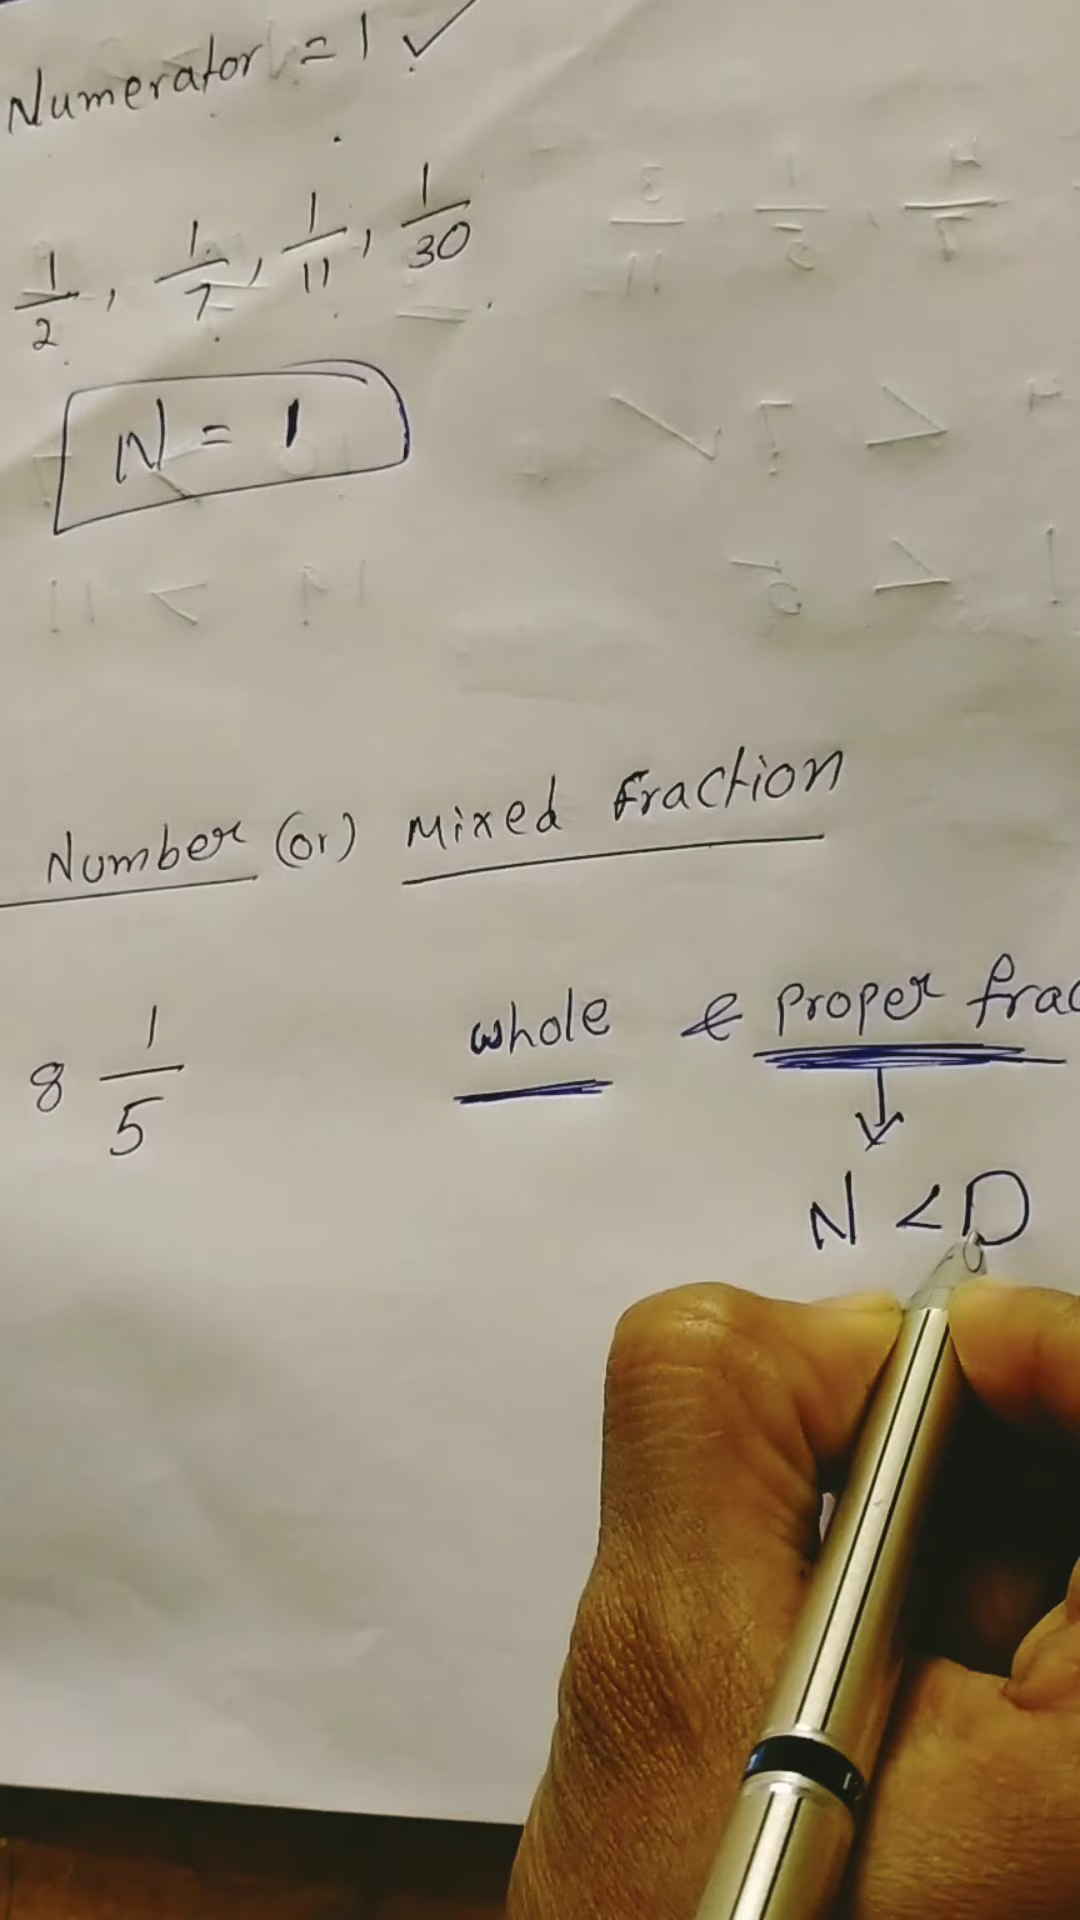 Numerator = 1 ✓
1/2, 1/7, 1/11, 1/30
N = 1
Number (or) Mixed Fraction
8 1/5
whole & proper frac
N < D